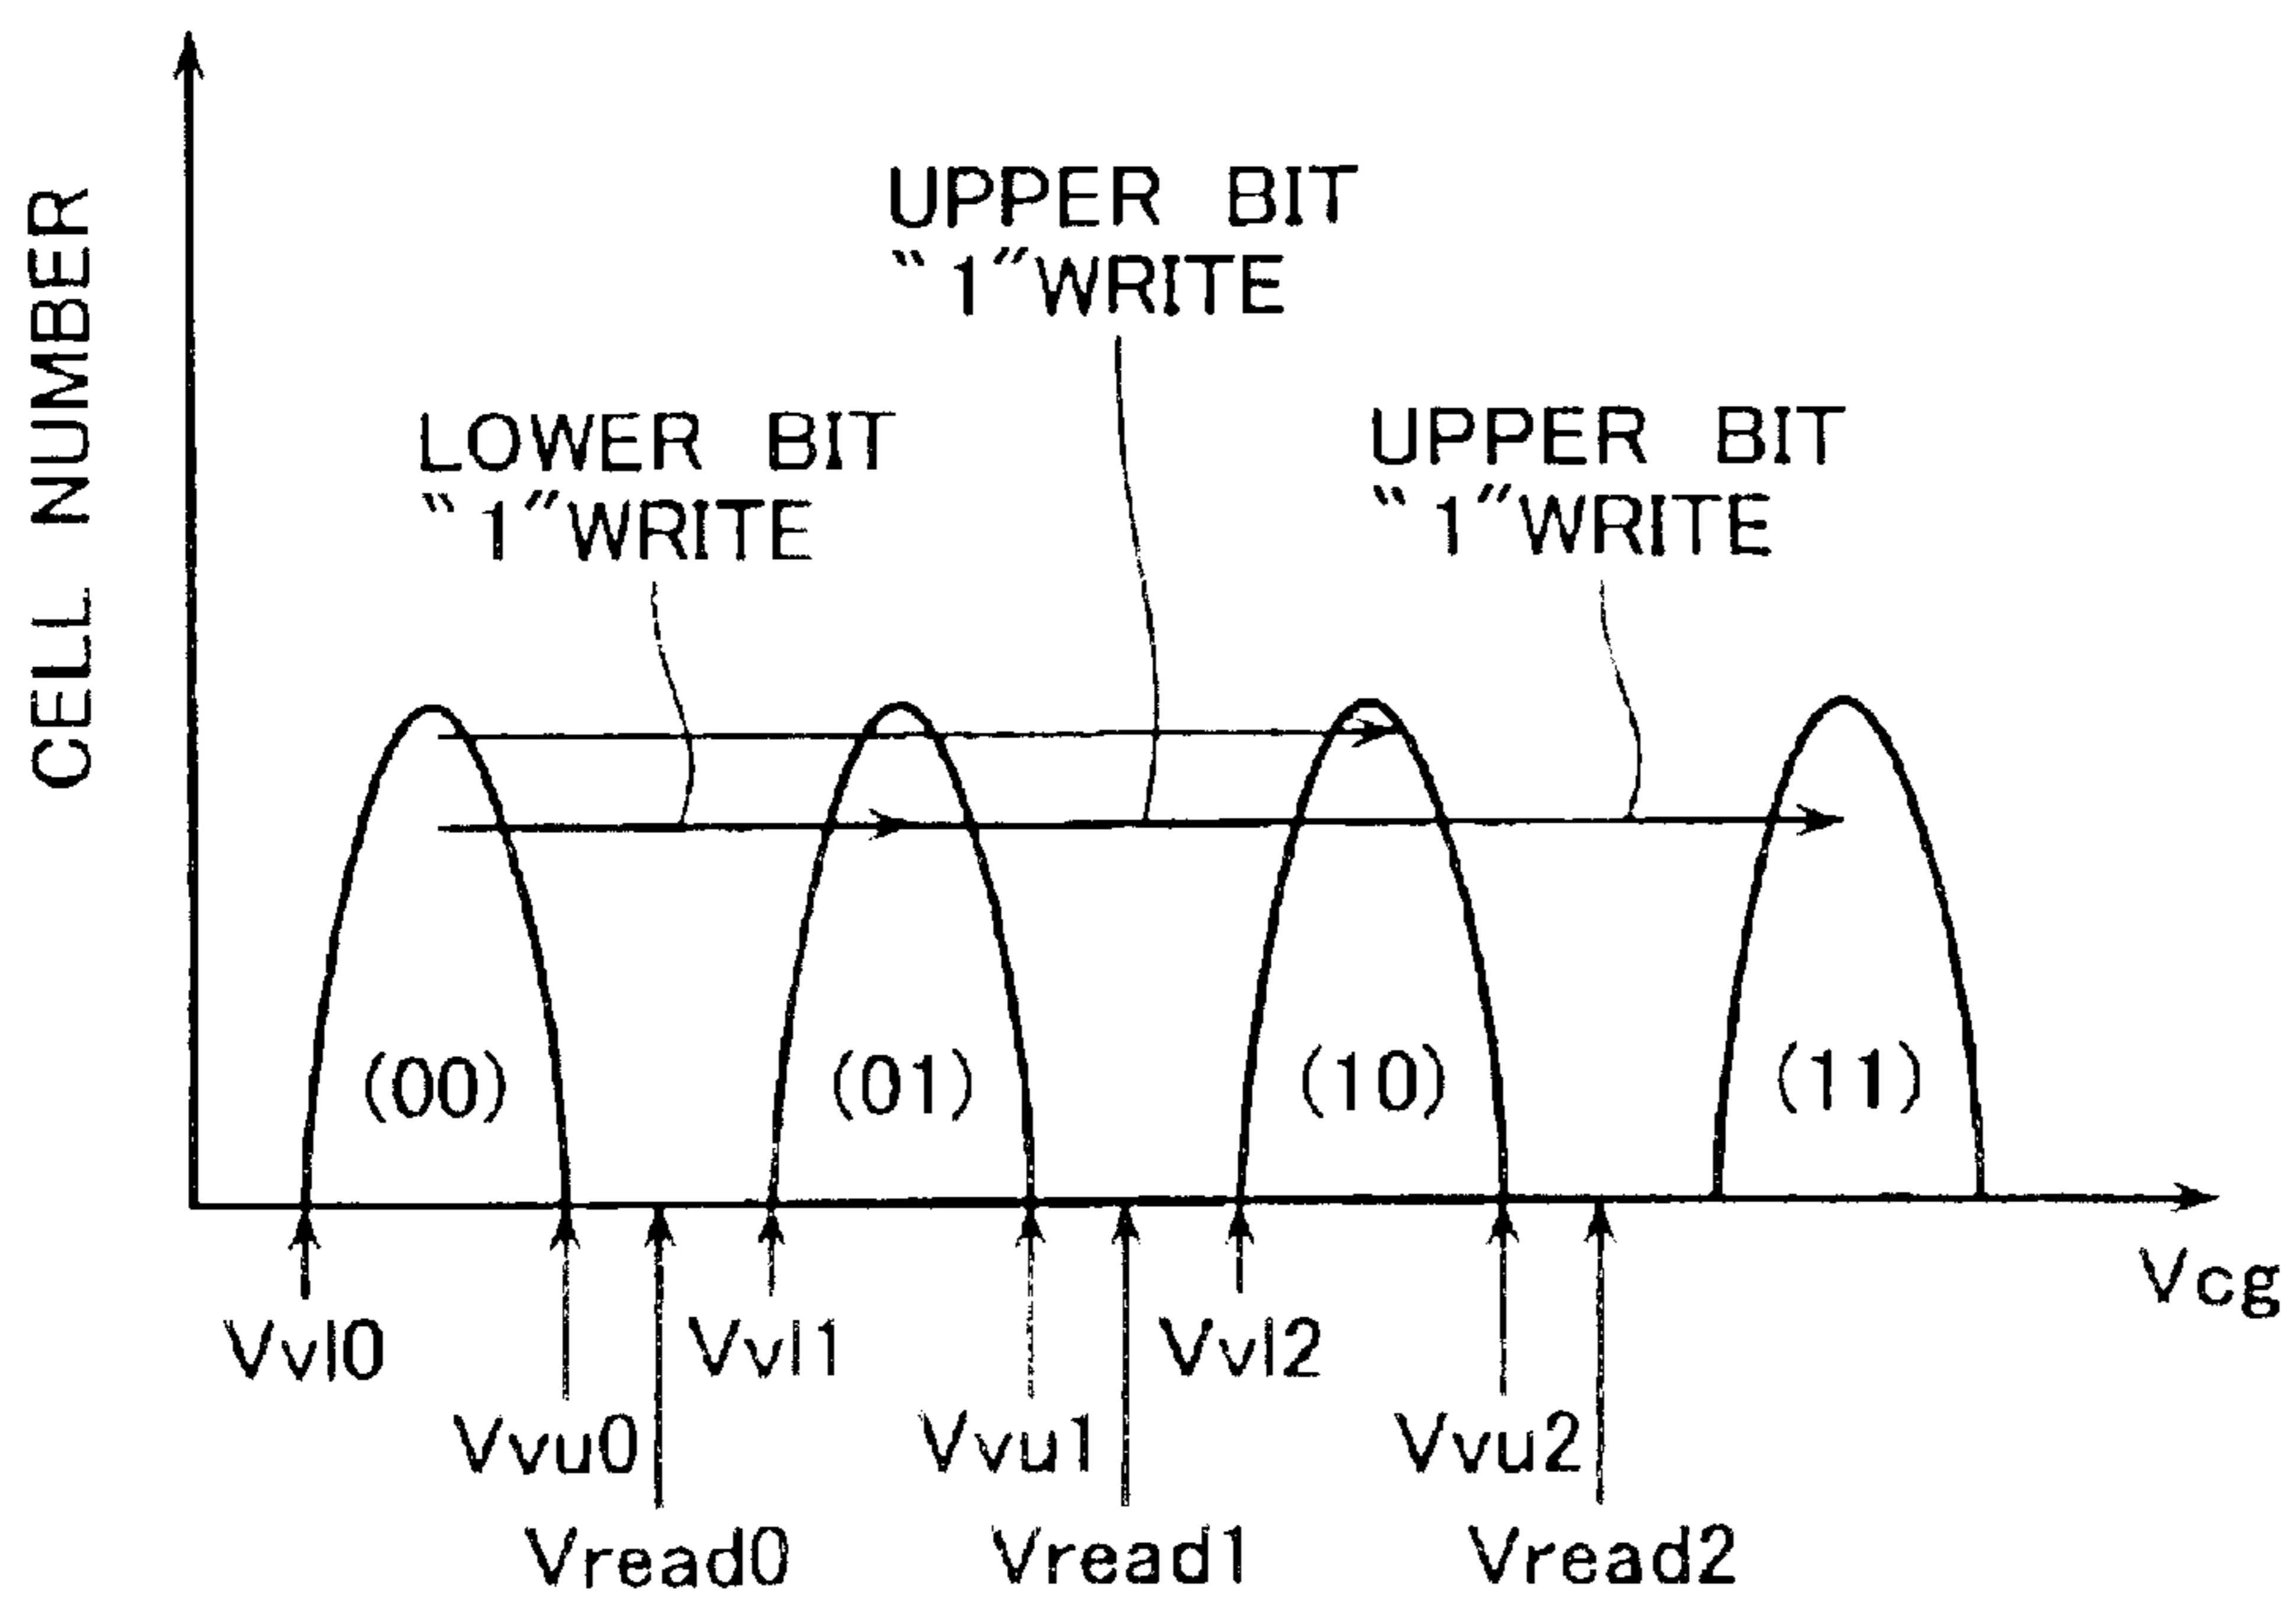 CELL NUMBER
UPPER BIT
“1”WRITE
LOWER BIT
“1”WRITE
UPPER BIT
“1”WRITE
(00)
(01)
(10)
(11)
Vcg
Vvl0
Vvl1
Vvl2
Vvu0
Vvu1
Vvu2
Vread0
Vread1
Vread2